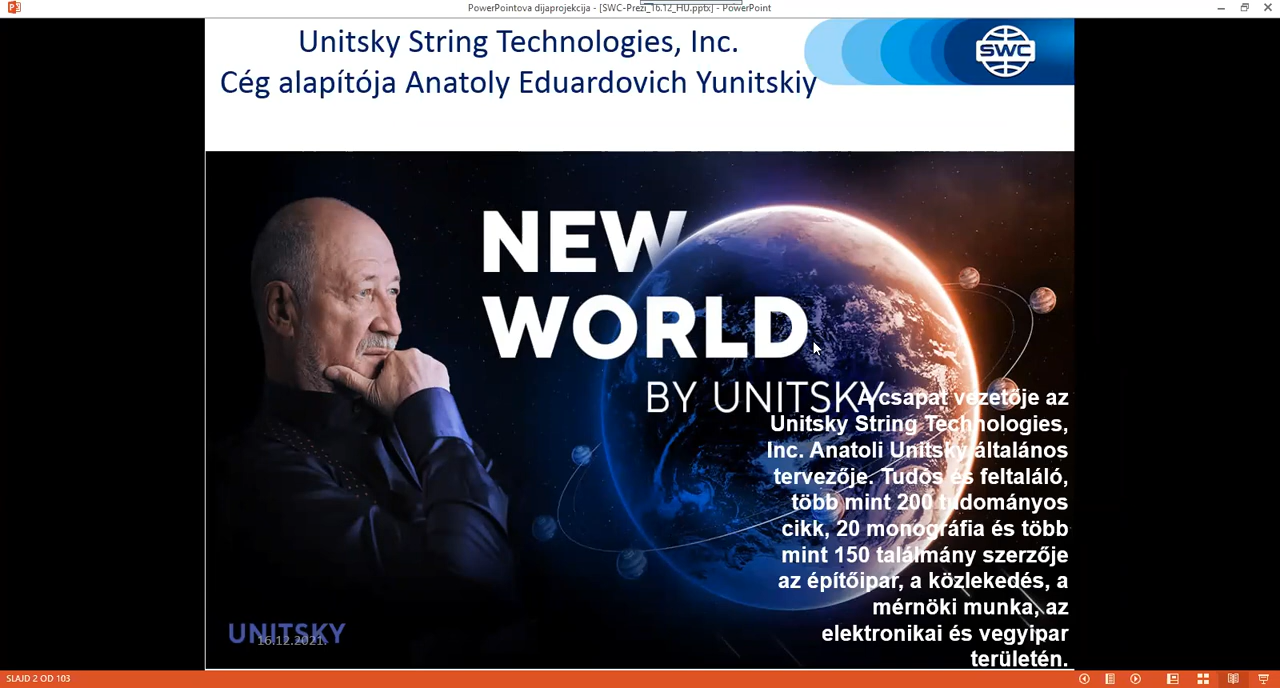 PowerPointova dijaprojekcija - [SWC-Prezi_16.12_HU.pptx] - PowerPoint
Unitsky String Technologies, Inc.
Cég alapítója Anatoly Eduardovich Yunitskiy
SWC
NEW
WORLD
BY UNITSKY
A csapat vezetője az
Unitsky String Technologies,
Inc. Anatoli Unitsky általános
tervezője. Tudós és feltaláló,
több mint 200 tudományos
cikk, 20 monográfia és több
mint 150 találmány szerzője
az építőipar, a közlekedés, a
mérnöki munka, az
elektronikai és vegyipar
területén.
UNITSKY
16.12.2021.
SLAJD 2 OD 103